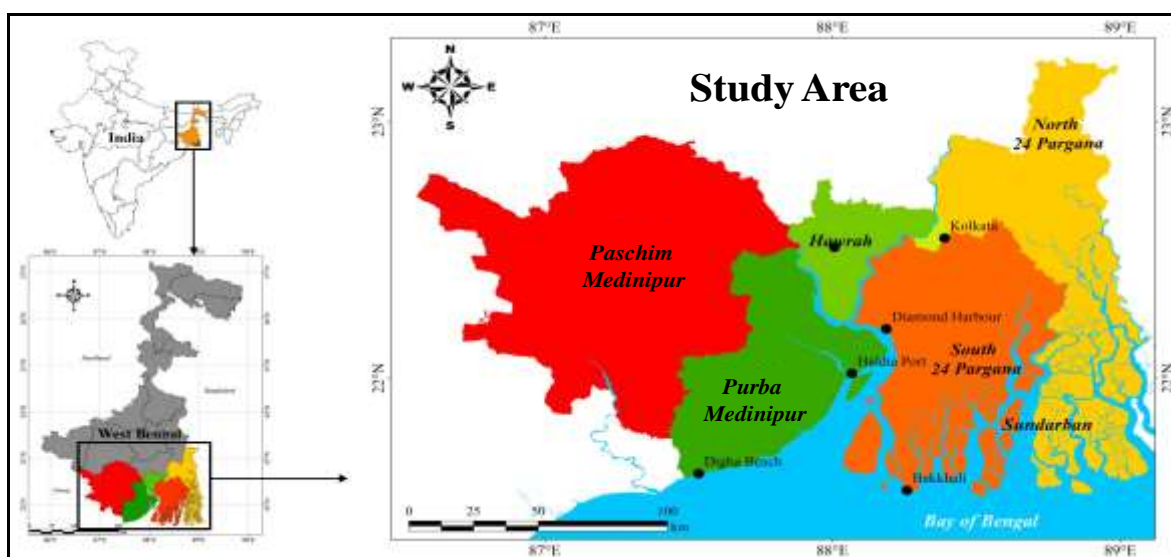 India
West Bengal
87°E
88°E
89°E
23°N
22°N
23°N
22°N
N
W
E
S
Study Area
North
24 Pargana
Kolkata
Howrah
Paschim
Medinipur
Diamond Harbour
Haldia Port
South
24 Pargana
Purba
Medinipur
Sundarban
Digha Beach
Bakkhali
Bay of Bengal
0 25 50 100
km
87°E
88°E
89°E